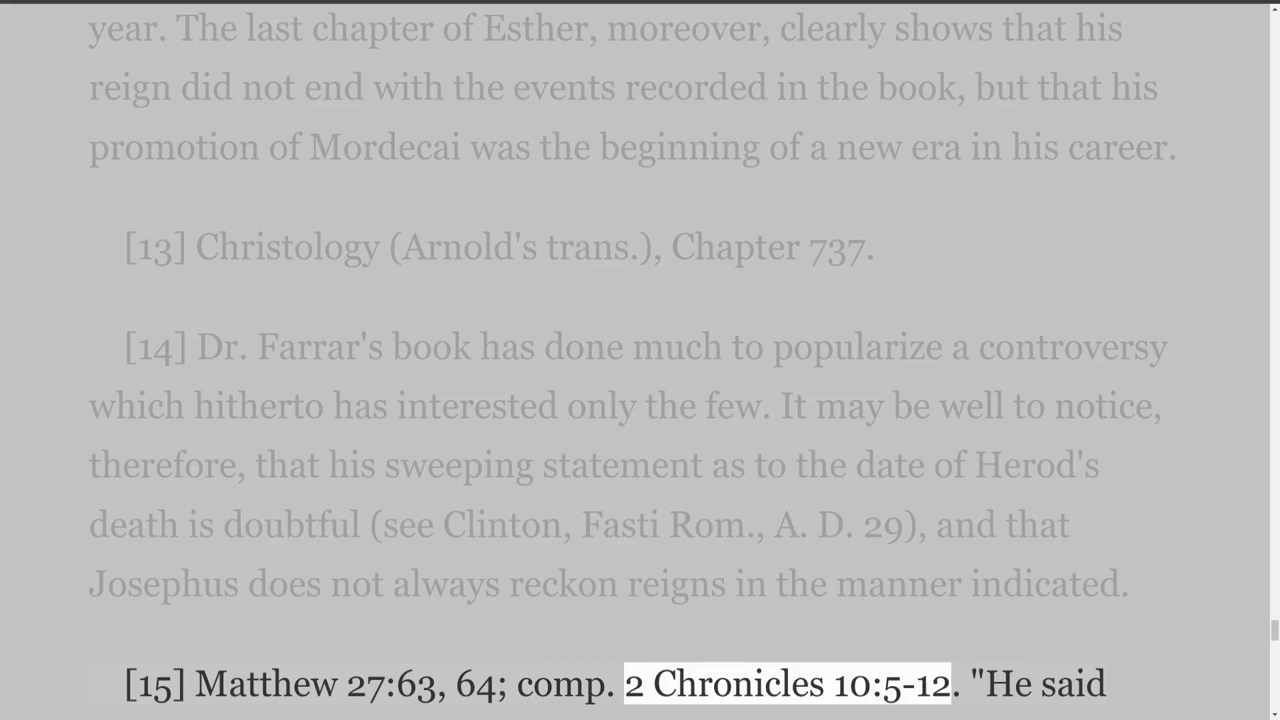 year. The last chapter of Esther, moreover, clearly shows that his
reign did not end with the events recorded in the book, but that his
promotion of Mordecai was the beginning of a new era in his career.
[13] Christology (Arnold's trans.), Chapter 737.
[14] Dr. Farrar's book has done much to popularize a controversy
which hitherto has interested only the few. It may be well to notice,
therefore, that his sweeping statement as to the date of Herod's
death is doubtful (see Clinton, Fasti Rom., A. D. 29), and that
Josephus does not always reckon reigns in the manner indicated.
[15] Matthew 27:63, 64; comp. 2 Chronicles 10:5-12. "He said